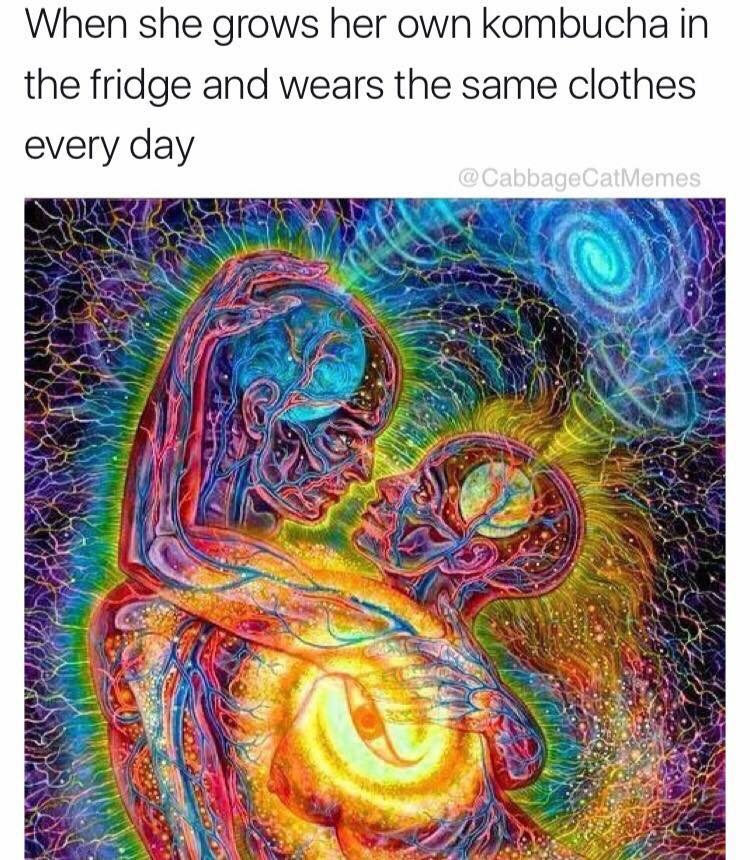 When she grows her own kombucha in
the fridge and wears the same clothes
every day
@CabbageCatMemes